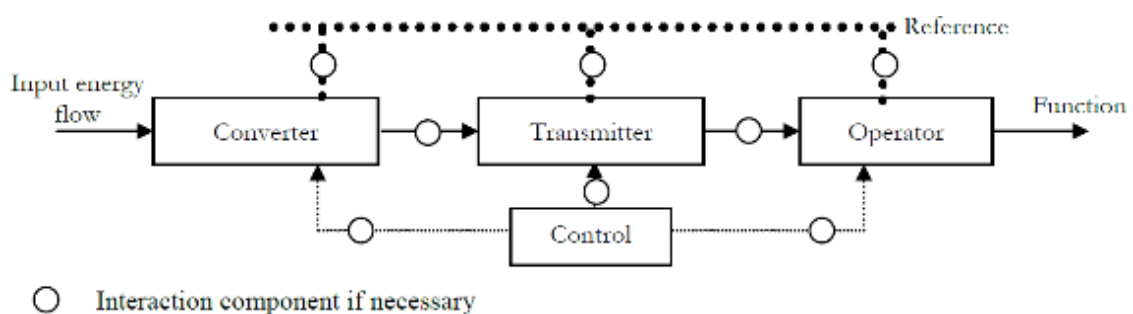 Reference
Input energy
flow
Converter
Transmitter
Operator
Function
Control
Interaction component if necessary